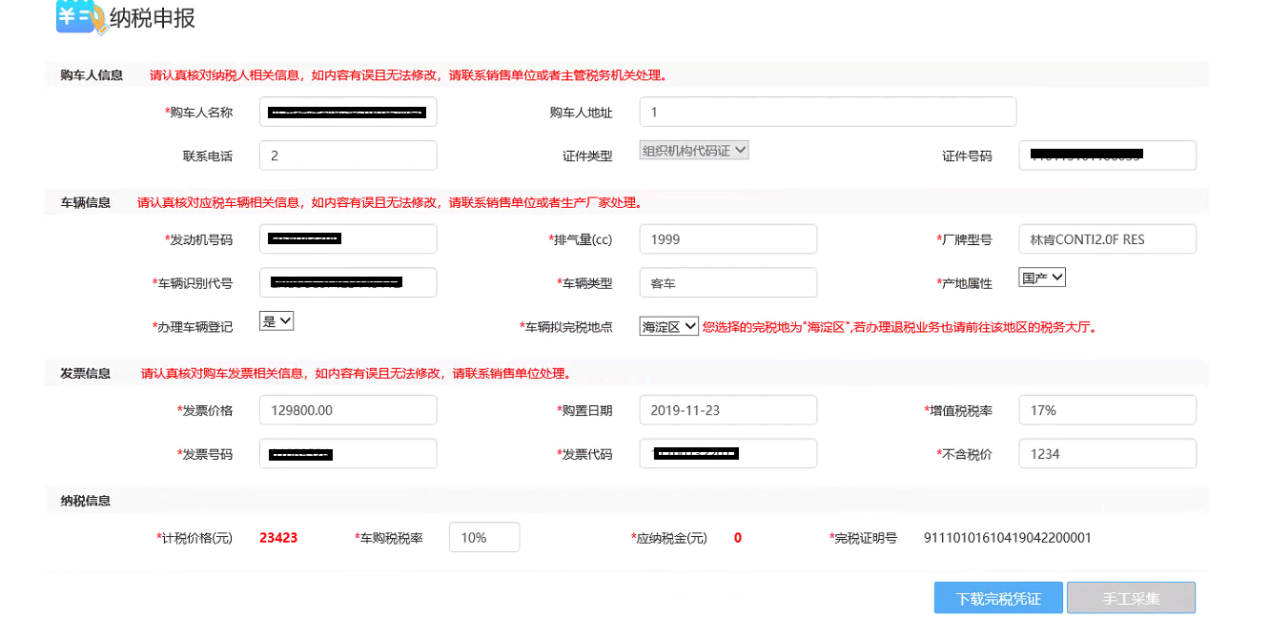 纳税申报
购车人信息 请认真核对纳税人相关信息，如内容有误且无法修改，请联系销售单位或者主管税务机关处理。
*购车人名称 购车人地址 1
联系电话 2 证件类型 组织机构代码证 证件号码
车辆信息 请认真核对应税车辆相关信息，如内容有误且无法修改，请联系销售单位或者生产厂家处理。
*发动机号码 *排气量(cc) 1999 *厂牌型号 林肯CONTI2.0F RES
*车辆识别代号 *车辆类型 客车 *产地属性 国产
*办理车辆登记 是 *车辆拟完税地点 海淀区 您选择的完税地为"海淀区",若办理退税业务也请前往该地区的税务大厅。
发票信息 请认真核对购车发票相关信息，如内容有误且无法修改，请联系销售单位处理。
*发票价格 129800.00 *购置日期 2019-11-23 *增值税税率 17%
*发票号码 *发票代码 *不含税价 1234
纳税信息
*计税价格(元) 23423 *车购税税率 10% *应纳税金(元) 0 *完税证明号 91110101610419042200001
下载完税凭证 手工采集